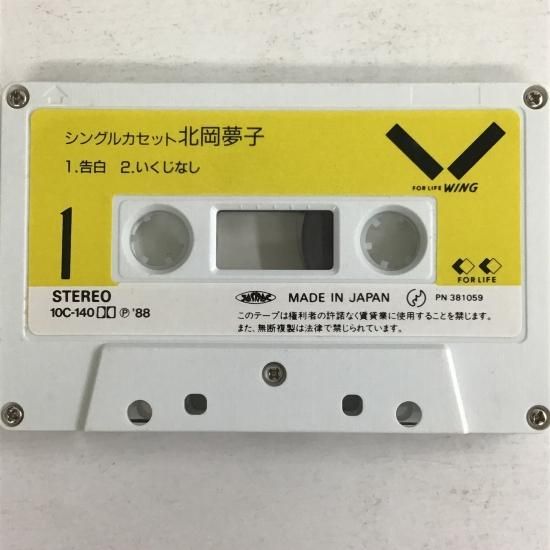 シングルカセット北岡夢子
1.告白 2.いくじなし
FOR LIFE WING
1
FOR LIFE
STEREO
MADE IN JAPAN
PN 381059
10C-140 Ⓟ '88
このテープは権利者の許諾なく賃貸業に使用することを禁じます。
また、無断複製は法律で禁じられています。